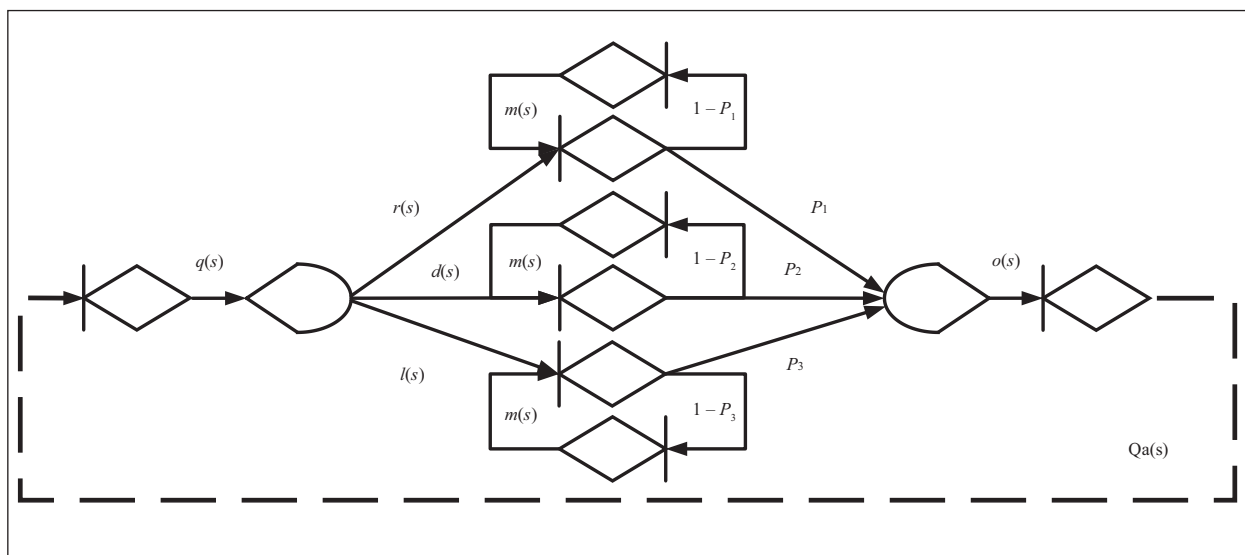 m(s)
1 – P₁
r(s)
P₁
q(s)
d(s)
m(s)
1 – P₂
P₂
o(s)
l(s)
m(s)
1 – P₃
P₃
Qa(s)